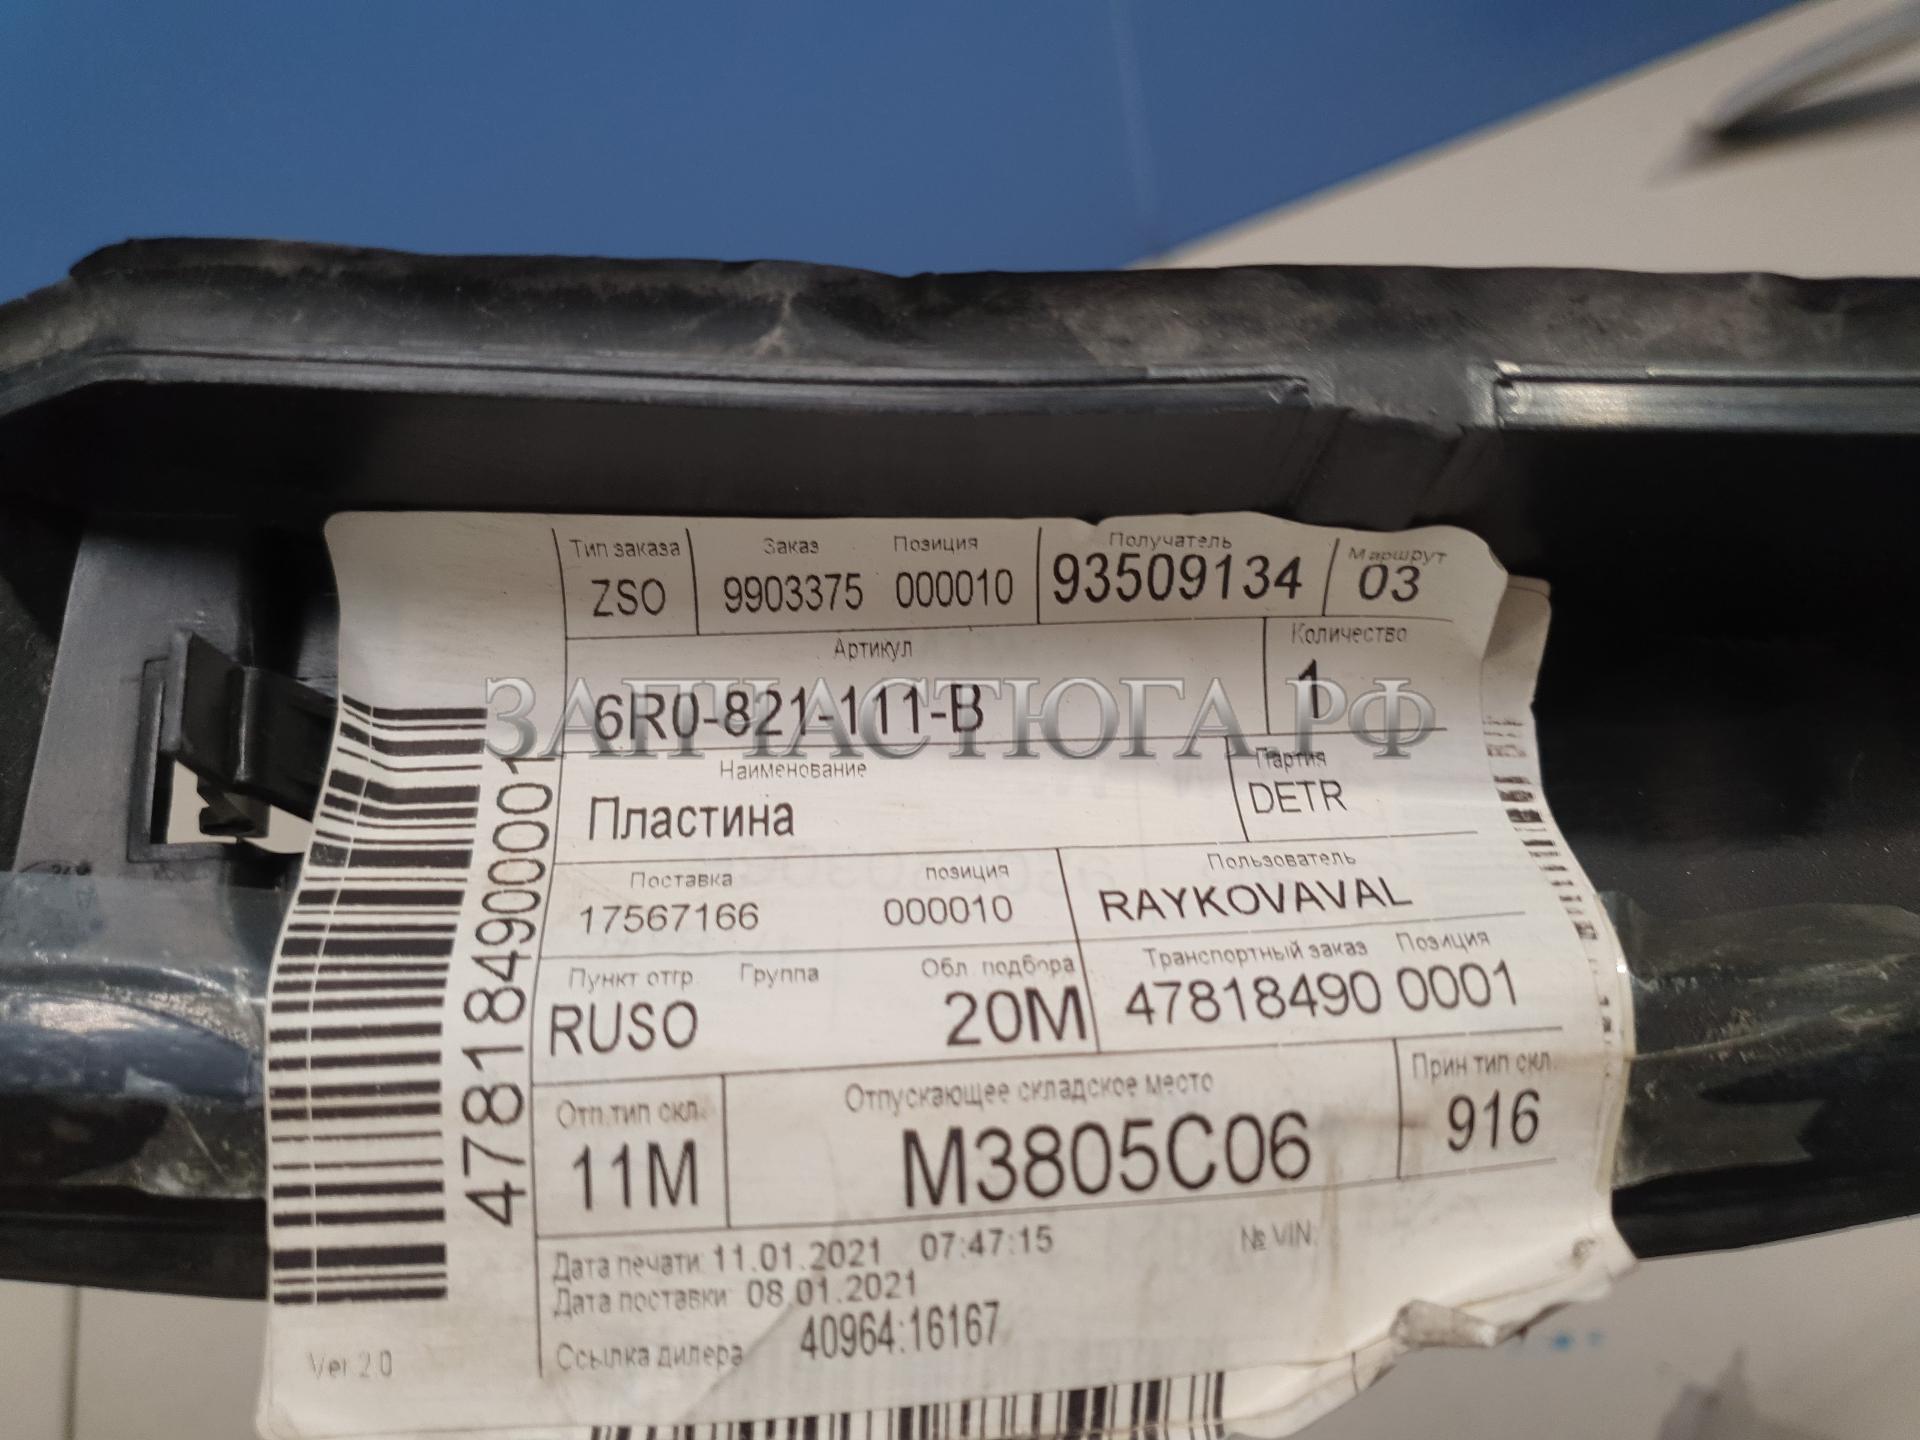 Тип заказа Заказ Позиция Получатель Маршрут
ZSO 9903375 000010 93509134 03
Артикул Количество
6R0-821-111-B 1
ЗАПЧАСТЮГА.РФ
Наименование Партия
Пластина DETR
Поставка позиция Пользователь
17567166 000010 RAYKOVAVAL
Пункт отгр. Группа Обл. подбора Транспортный заказ Позиция
RUSO 20M 47818490 0001
Отп.тип скл. Отпускающее складское место Прин тип скл.
11M M3805C06 916
Дата печати: 11.01.2021 07:47:15 № VIN:
Дата поставки: 08.01.2021
Ссылка дилера 40964:16167
Ver 2.0
478184900001